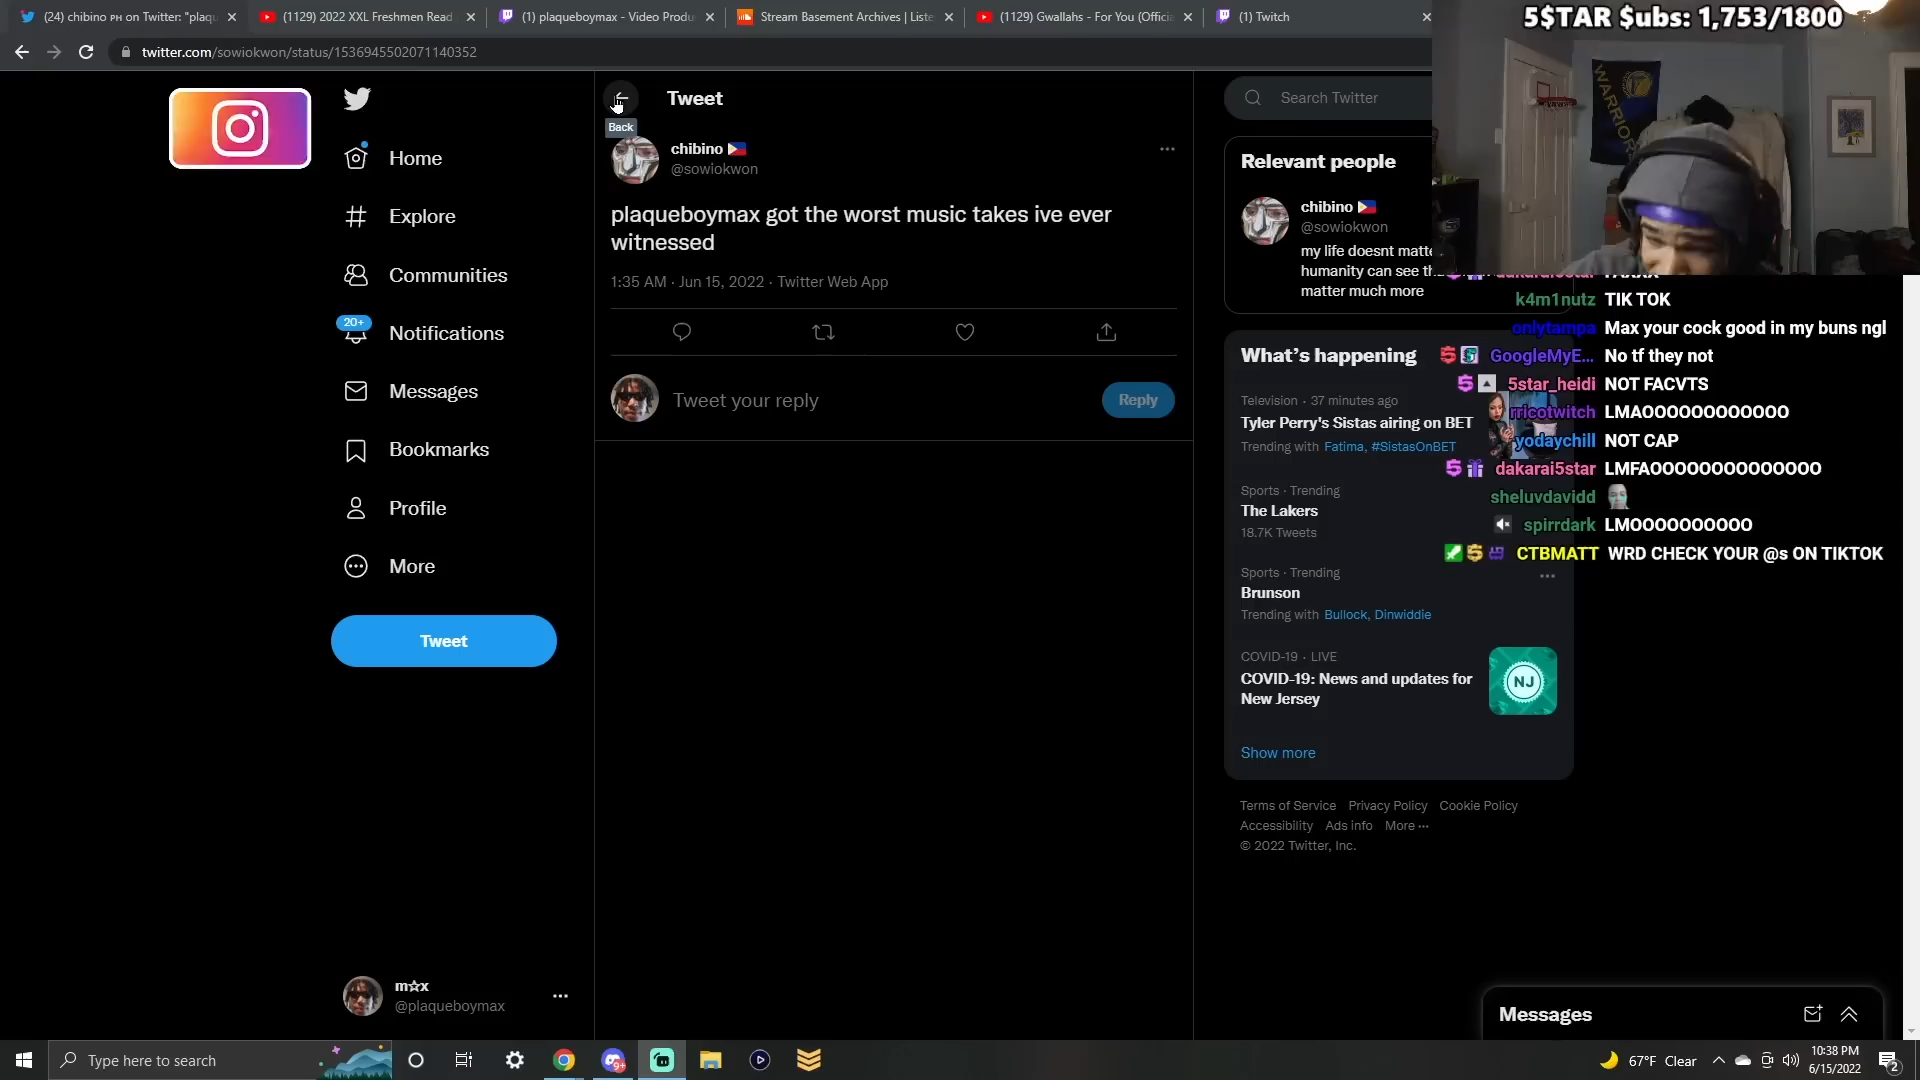 (24) chibino PH on Twitter: "plaqu
(1129) 2022 XXL Freshmen Read
(1) plaqueboymax - Video Produ
Stream Basement Archives | Liste
(1129) Gwallahs - For You (Offici
(1) Twitch
5$TAR $ubs: 1,753/1800
twitter.com/sowiokwon/status/1536945502071140352
Home
Explore
Communities
20+
Notifications
Messages
Bookmarks
Profile
More
Tweet
m☆x
@plaqueboymax
Tweet
Back
chibino 🇵🇭
@sowiokwon
plaqueboymax got the worst music takes ive ever
witnessed
1:35 AM · Jun 15, 2022 · Twitter Web App
Tweet your reply
Reply
Search Twitter
Relevant people
chibino 🇵🇭
@sowiokwon
my life doesnt matte
humanity can see th
matter much more
What's happening
Television · 37 minutes ago
Tyler Perry's Sistas airing on BET
Trending with Fatima, #SistasOnBET
Sports · Trending
The Lakers
18.7K Tweets
Sports · Trending
Brunson
Trending with Bullock, Dinwiddie
COVID-19 · LIVE
COVID-19: News and updates for
New Jersey
NJ
Show more
Terms of Service Privacy Policy Cookie Policy
Accessibility Ads info More ···
© 2022 Twitter, Inc.
WARRIORS
dakarai5star
k4m1nutz TIK TOK
onlytampa Max your cock good in my buns ngl
GoogleMyE... No tf they not
5star_heidi NOT FACVTS
rricotwitch LMAOOOOOOOOOOOO
yodaychill NOT CAP
dakarai5star LMFAOOOOOOOOOOOOOO
sheluvdavidd
spirrdark LMOOOOOOOOOO
CTBMATT WRD CHECK YOUR @s ON TIKTOK
Messages
Type here to search
9+
67°F Clear
10:38 PM
6/15/2022
2